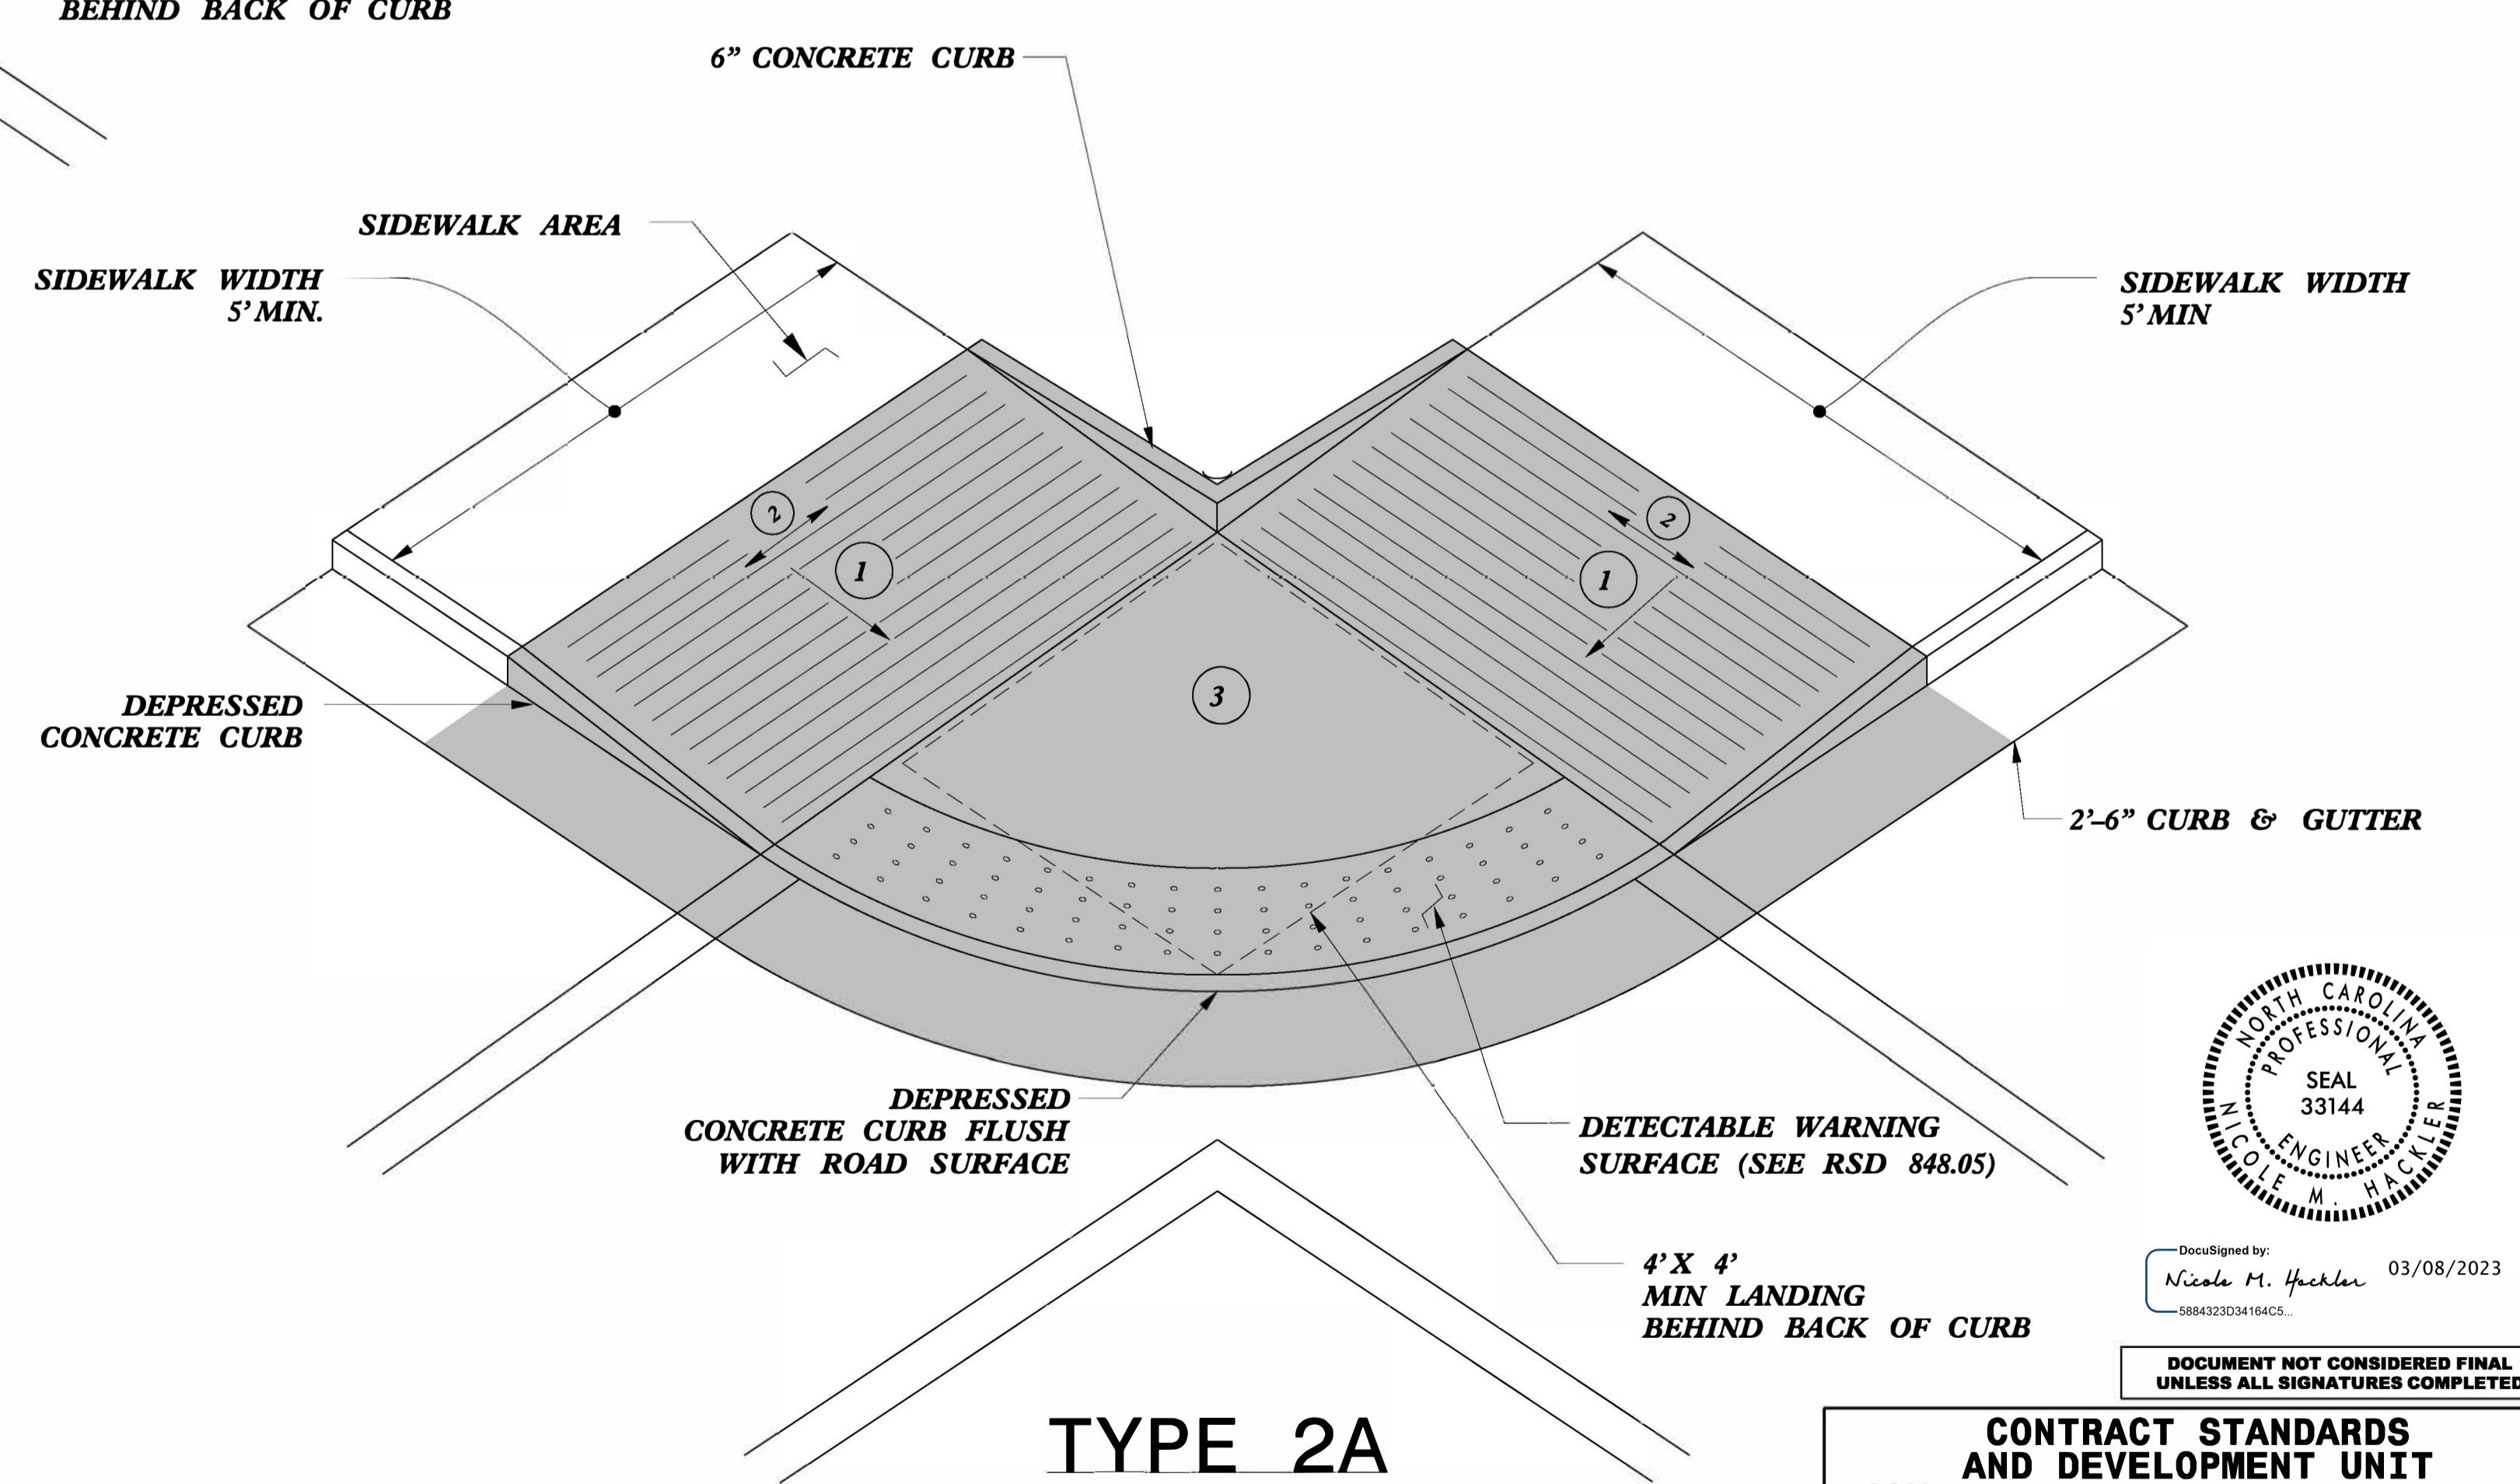 BEHIND BACK OF CURB
6” CONCRETE CURB
SIDEWALK AREA
SIDEWALK WIDTH
5’ MIN.
SIDEWALK WIDTH
5’ MIN
2
1
2
1
3
DEPRESSED
CONCRETE CURB
2’–6” CURB & GUTTER
DEPRESSED
CONCRETE CURB FLUSH
WITH ROAD SURFACE
DETECTABLE WARNING
SURFACE (SEE RSD 848.05)
4’ X 4’
MIN LANDING
BEHIND BACK OF CURB
NORTH CAROLINA
PROFESSIONAL
SEAL
33144
ENGINEER
NICOLE M. HACKLER
DocuSigned by:
Nicole M. Hackler
03/08/2023
5884323D34164C5...
DOCUMENT NOT CONSIDERED FINAL
UNLESS ALL SIGNATURES COMPLETED
TYPE 2A
CONTRACT STANDARDS
AND DEVELOPMENT UNIT